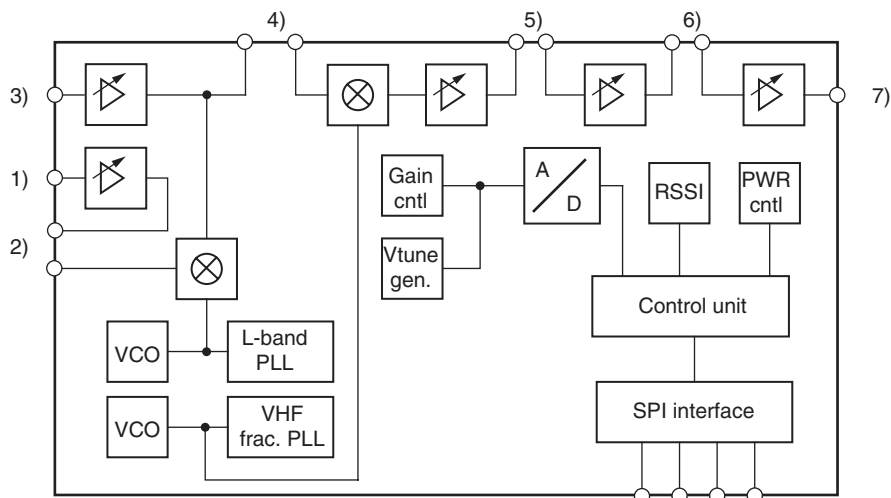 4)
5)
6)
3)
7)
1)
2)
Gain
cntl
A
D
RSSI
PWR
cntl
Vtune
gen.
Control unit
VCO
L-band
PLL
SPI interface
VCO
VHF
frac. PLL